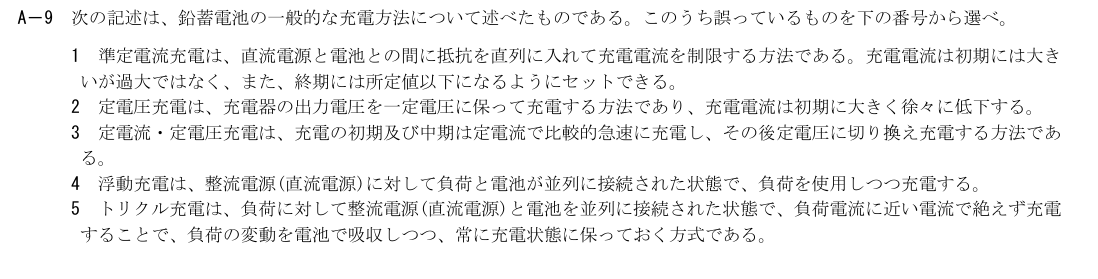 A－9 次の記述は、鉛蓄電池の一般的な充電方法について述べたものである。このうち誤っているものを下の番号から選べ。
1 準定電流充電は、直流電源と電池との間に抵抗を直列に入れて充電電流を制限する方法である。充電電流は初期には大き
いが過大ではなく、また、終期には所定値以下になるようにセットできる。
2 定電圧充電は、充電器の出力電圧を一定電圧に保って充電する方法であり、充電電流は初期に大きく徐々に低下する。
3 定電流・定電圧充電は、充電の初期及び中期は定電流で比較的急速に充電し、その後定電圧に切り換え充電する方法であ
る。
4 浮動充電は、整流電源(直流電源)に対して負荷と電池が並列に接続された状態で、負荷を使用しつつ充電する。
5 トリクル充電は、負荷に対して整流電源(直流電源)と電池を並列に接続された状態で、負荷電流に近い電流で絶えず充電
することで、負荷の変動を電池で吸収しつつ、常に充電状態に保っておく方式である。